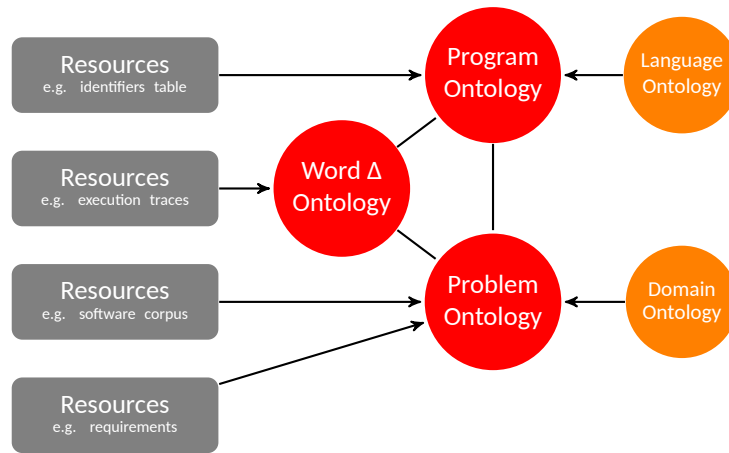 Resources
e.g. identifiers table
Program
Ontology
Language
Ontology
Resources
e.g. execution traces
Word Δ
Ontology
Resources
e.g. software corpus
Problem
Ontology
Domain
Ontology
Resources
e.g. requirements